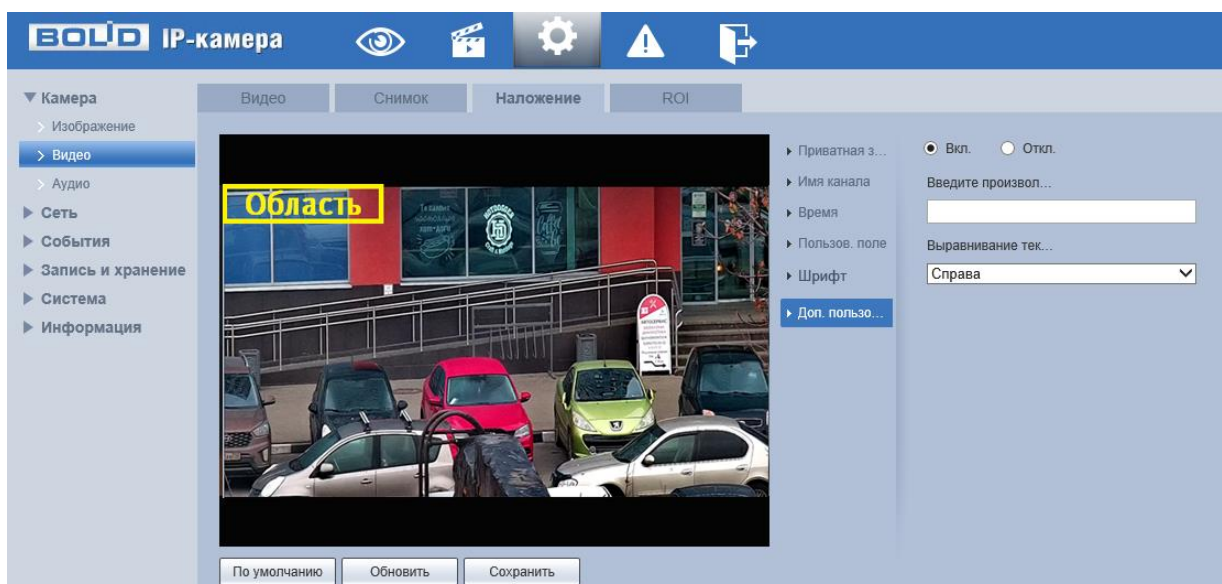 BOLID IP-камера
Камера
Изображение
Видео
Аудио
Сеть
События
Запись и хранение
Система
Информация
Видео
Снимок
Наложение
ROI
Область
Приватная з...
Имя канала
Время
Пользов. поле
Шрифт
Доп. пользо...
Вкл.
Откл.
Введите произвол...
Выравнивание тек...
Справа
По умолчанию
Обновить
Сохранить